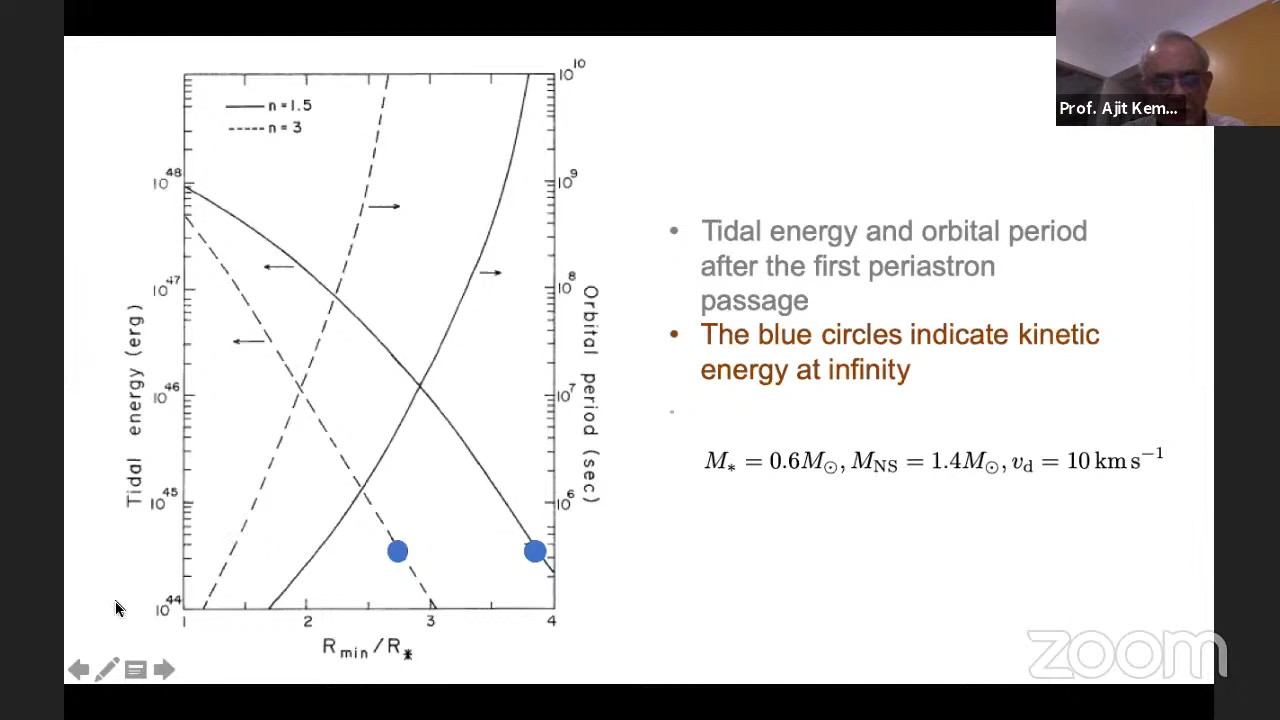 Prof. Ajit Kem...
n = 1.5
n = 3
10^48
10^47
10^46
10^45
10^44
Tidal energy (erg)
10^10
10^9
10^8
10^7
10^6
Orbital period (sec)
1 2 3 4
R_min/R_*
• Tidal energy and orbital period
after the first periastron
passage
• The blue circles indicate kinetic
energy at infinity
M_* = 0.6M_⊙, M_NS = 1.4M_⊙, v_d = 10 km s^−1
zoom